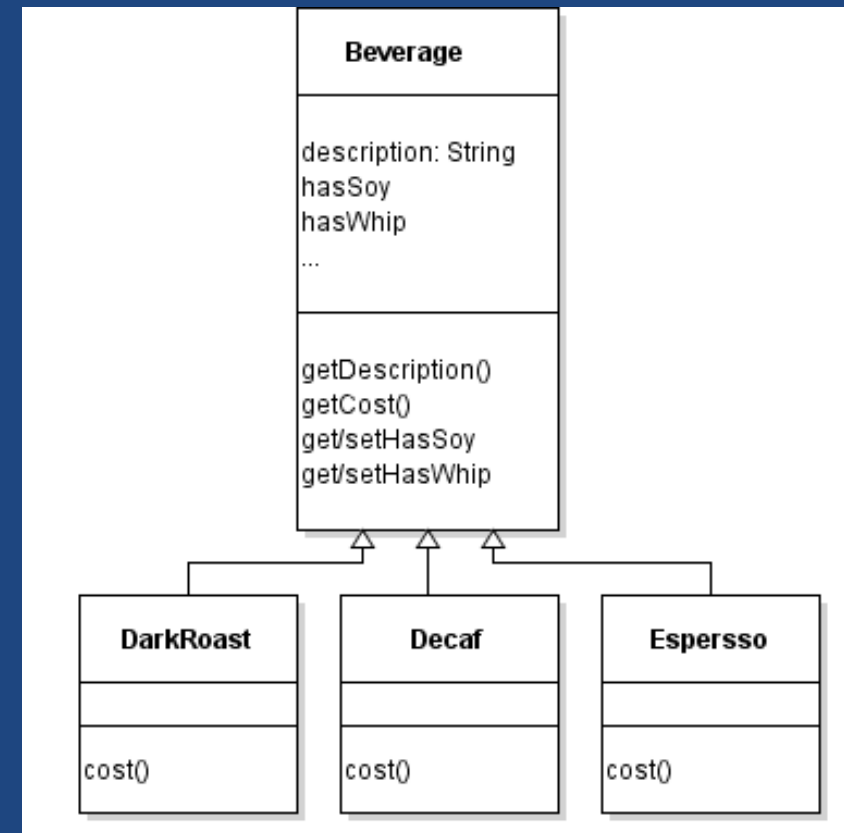 Beverage
description: String
hasSoy
hasWhip
...
getDescription()
getCost()
get/setHasSoy
get/setHasWhip
DarkRoast
Decaf
Espersso
cost()
cost()
cost()